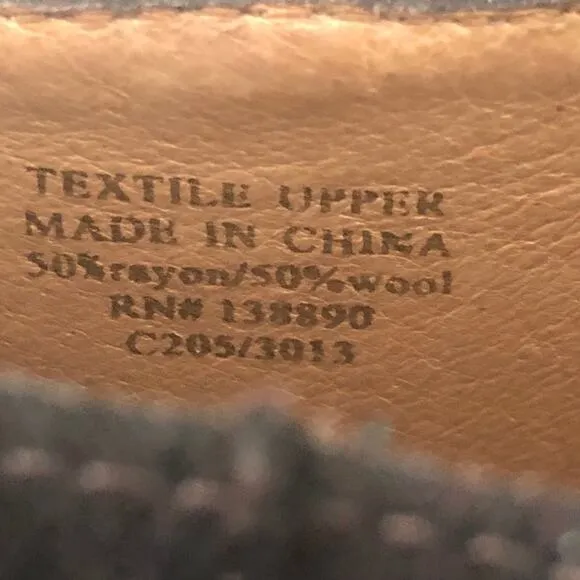 TEXTILE UPPER
MADE IN CHINA
50%rayon/50%wool
RN# 138890
C205/3013